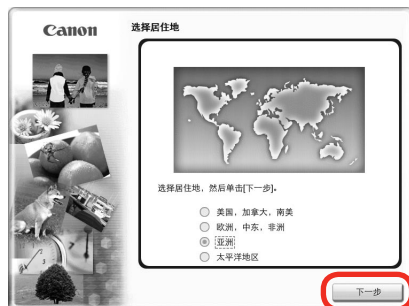 Canon
选择居住地
选择居住地，然后单击[下一步]。
美国，加拿大，南美
欧洲，中东，非洲
亚洲
太平洋地区
下一步